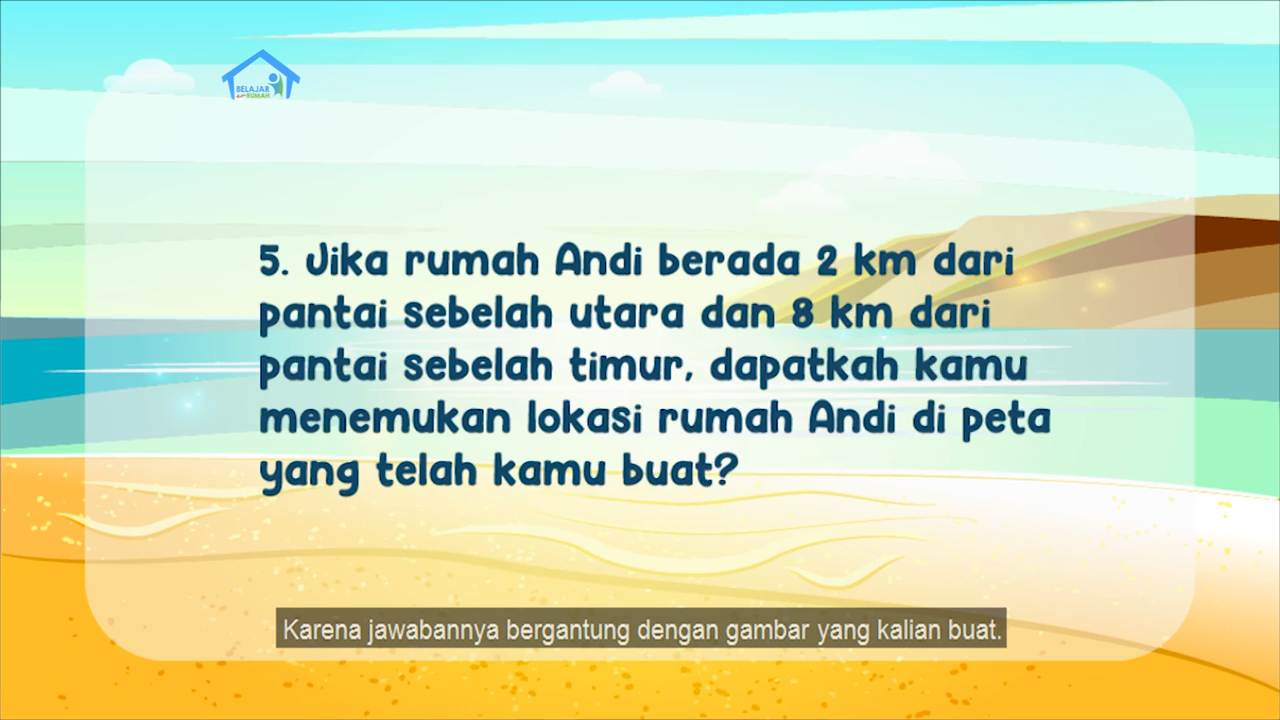 BELAJAR
dari RUMAH
5. Jika rumah Andi berada 2 km dari
pantai sebelah utara dan 8 km dari
pantai sebelah timur, dapatkah kamu
menemukan lokasi rumah Andi di peta
yang telah kamu buat?
Karena jawabannya bergantung dengan gambar yang kalian buat.